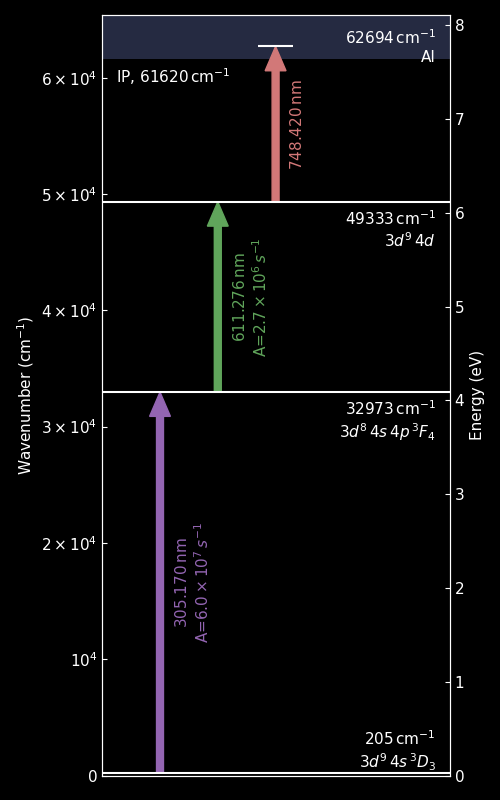 62694 cm⁻¹
AI
IP, 61620 cm⁻¹
748.420 nm
49333 cm⁻¹
3d⁹ 4d
611.276 nm
A=2.7 × 10⁶ s⁻¹
32973 cm⁻¹
3d⁸ 4s 4p ³F₄
305.170 nm
A=6.0 × 10⁷ s⁻¹
205 cm⁻¹
3d⁹ 4s ³D₃
Wavenumber (cm⁻¹)
6 × 10⁴
5 × 10⁴
4 × 10⁴
3 × 10⁴
2 × 10⁴
10⁴
0
Energy (eV)
8
7
6
5
4
3
2
1
0